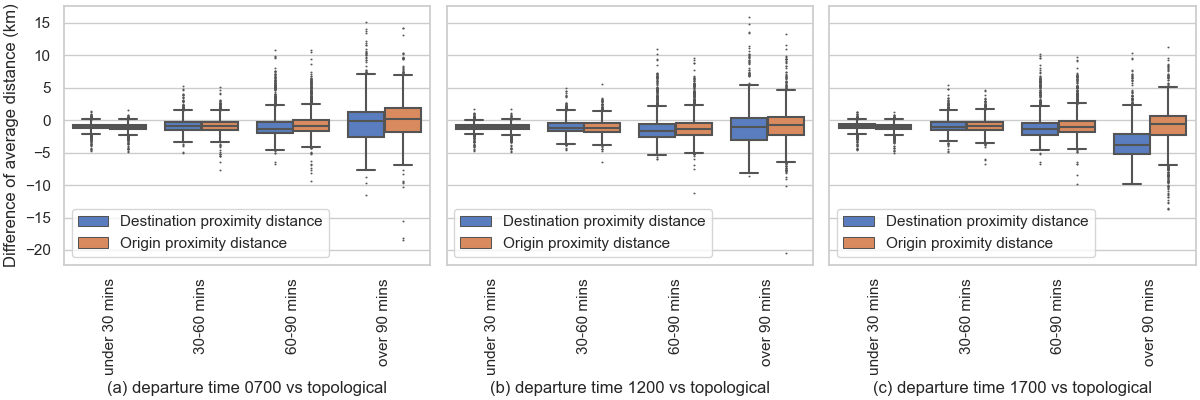 Difference of average distance (km)
15
10
5
0
−5
−10
−15
−20
Destination proximity distance
Origin proximity distance
under 30 mins
30-60 mins
60-90 mins
over 90 mins
(a) departure time 0700 vs topological
Destination proximity distance
Origin proximity distance
under 30 mins
30-60 mins
60-90 mins
over 90 mins
(b) departure time 1200 vs topological
Destination proximity distance
Origin proximity distance
under 30 mins
30-60 mins
60-90 mins
over 90 mins
(c) departure time 1700 vs topological